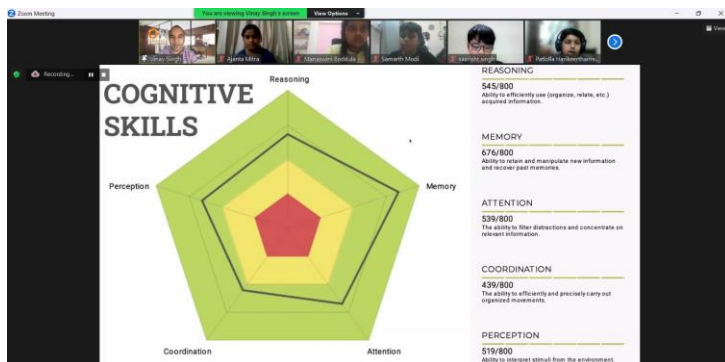 Zoom Meeting
You are viewing Vinay Singh's screen
View Options
View
Vinay Singh
Ajanta Mitra
Samarth Modi
Recording...
COGNITIVE
SKILLS
Reasoning
Perception
Memory
Coordination
Attention
REASONING
545/800
Ability to efficiently use (organize, relate, etc.)
acquired information.
MEMORY
676/800
Ability to retain and manipulate new information
and recover past memories.
ATTENTION
539/800
The ability to filter distractions and concentrate on
relevant information.
COORDINATION
439/800
The ability to efficiently and precisely carry out
organized movements.
PERCEPTION
519/800
Ability to interpret stimuli from the environment.